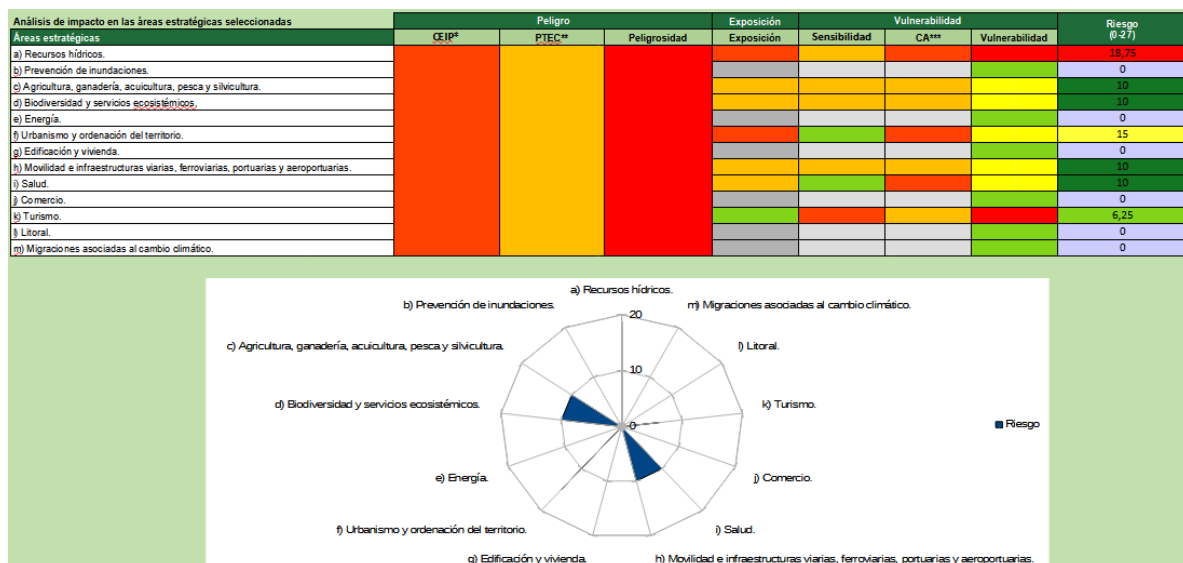 Análisis de impacto en las áreas estratégicas seleccionadas Peligro Exposición Vulnerabilidad Riesgo
(0-27)
Áreas estratégicas CEIP* PTEC** Peligrosidad Exposición Sensibilidad CA*** Vulnerabilidad
a) Recursos hídricos. 18,75
b) Prevención de inundaciones. 0
c) Agricultura, ganadería, acuicultura, pesca y silvicultura. 10
d) Biodiversidad y servicios ecosistémicos. 10
e) Energía. 0
f) Urbanismo y ordenación del territorio. 15
g) Edificación y vivienda. 0
h) Movilidad e infraestructuras viarias, ferroviarias, portuarias y aeroportuarias. 10
i) Salud. 10
j) Comercio. 0
k) Turismo. 6,25
l) Litoral. 0
m) Migraciones asociadas al cambio climático. 0
a) Recursos hídricos.
b) Prevención de inundaciones. m) Migraciones asociadas al cambio climático.
20
c) Agricultura, ganadería, acuicultura, pesca y silvicultura. l) Litoral.
10
d) Biodiversidad y servicios ecosistémicos. k) Turismo.
0 Riesgo
e) Energía. j) Comercio.
f) Urbanismo y ordenación del territorio. i) Salud.
g) Edificación y vivienda. h) Movilidad e infraestructuras viarias, ferroviarias, portuarias y aeroportuarias.